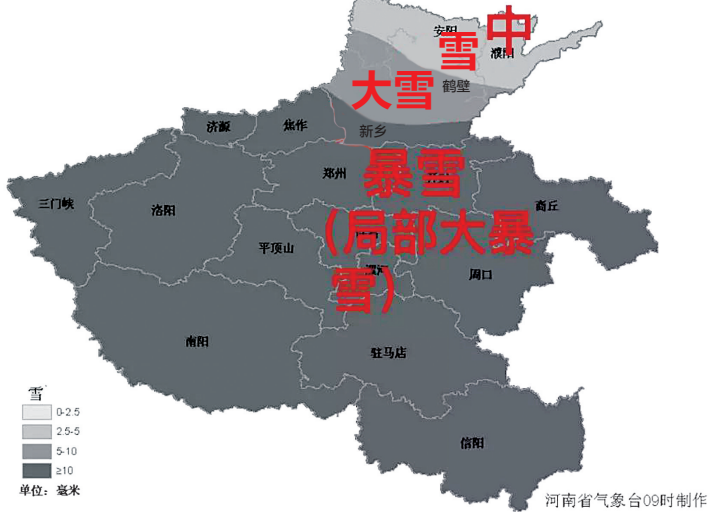 安阳
中
雪
濮阳
大雪
鹤壁
济源
焦作
新乡
郑州
暴雪
三门峡
洛阳
商丘
(局部大暴
雪)
平顶山
周口
南阳
驻马店
信阳
雪
0-2.5
2.5-5
5-10
≥10
单位：毫米
河南省气象台09时制作